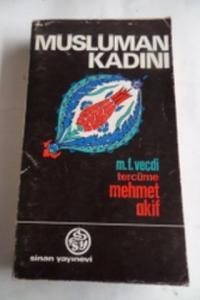 MUSLUMAN
KADINI
m.f.vecdi
tercüme
mehmet
akif
sinan yayınevi